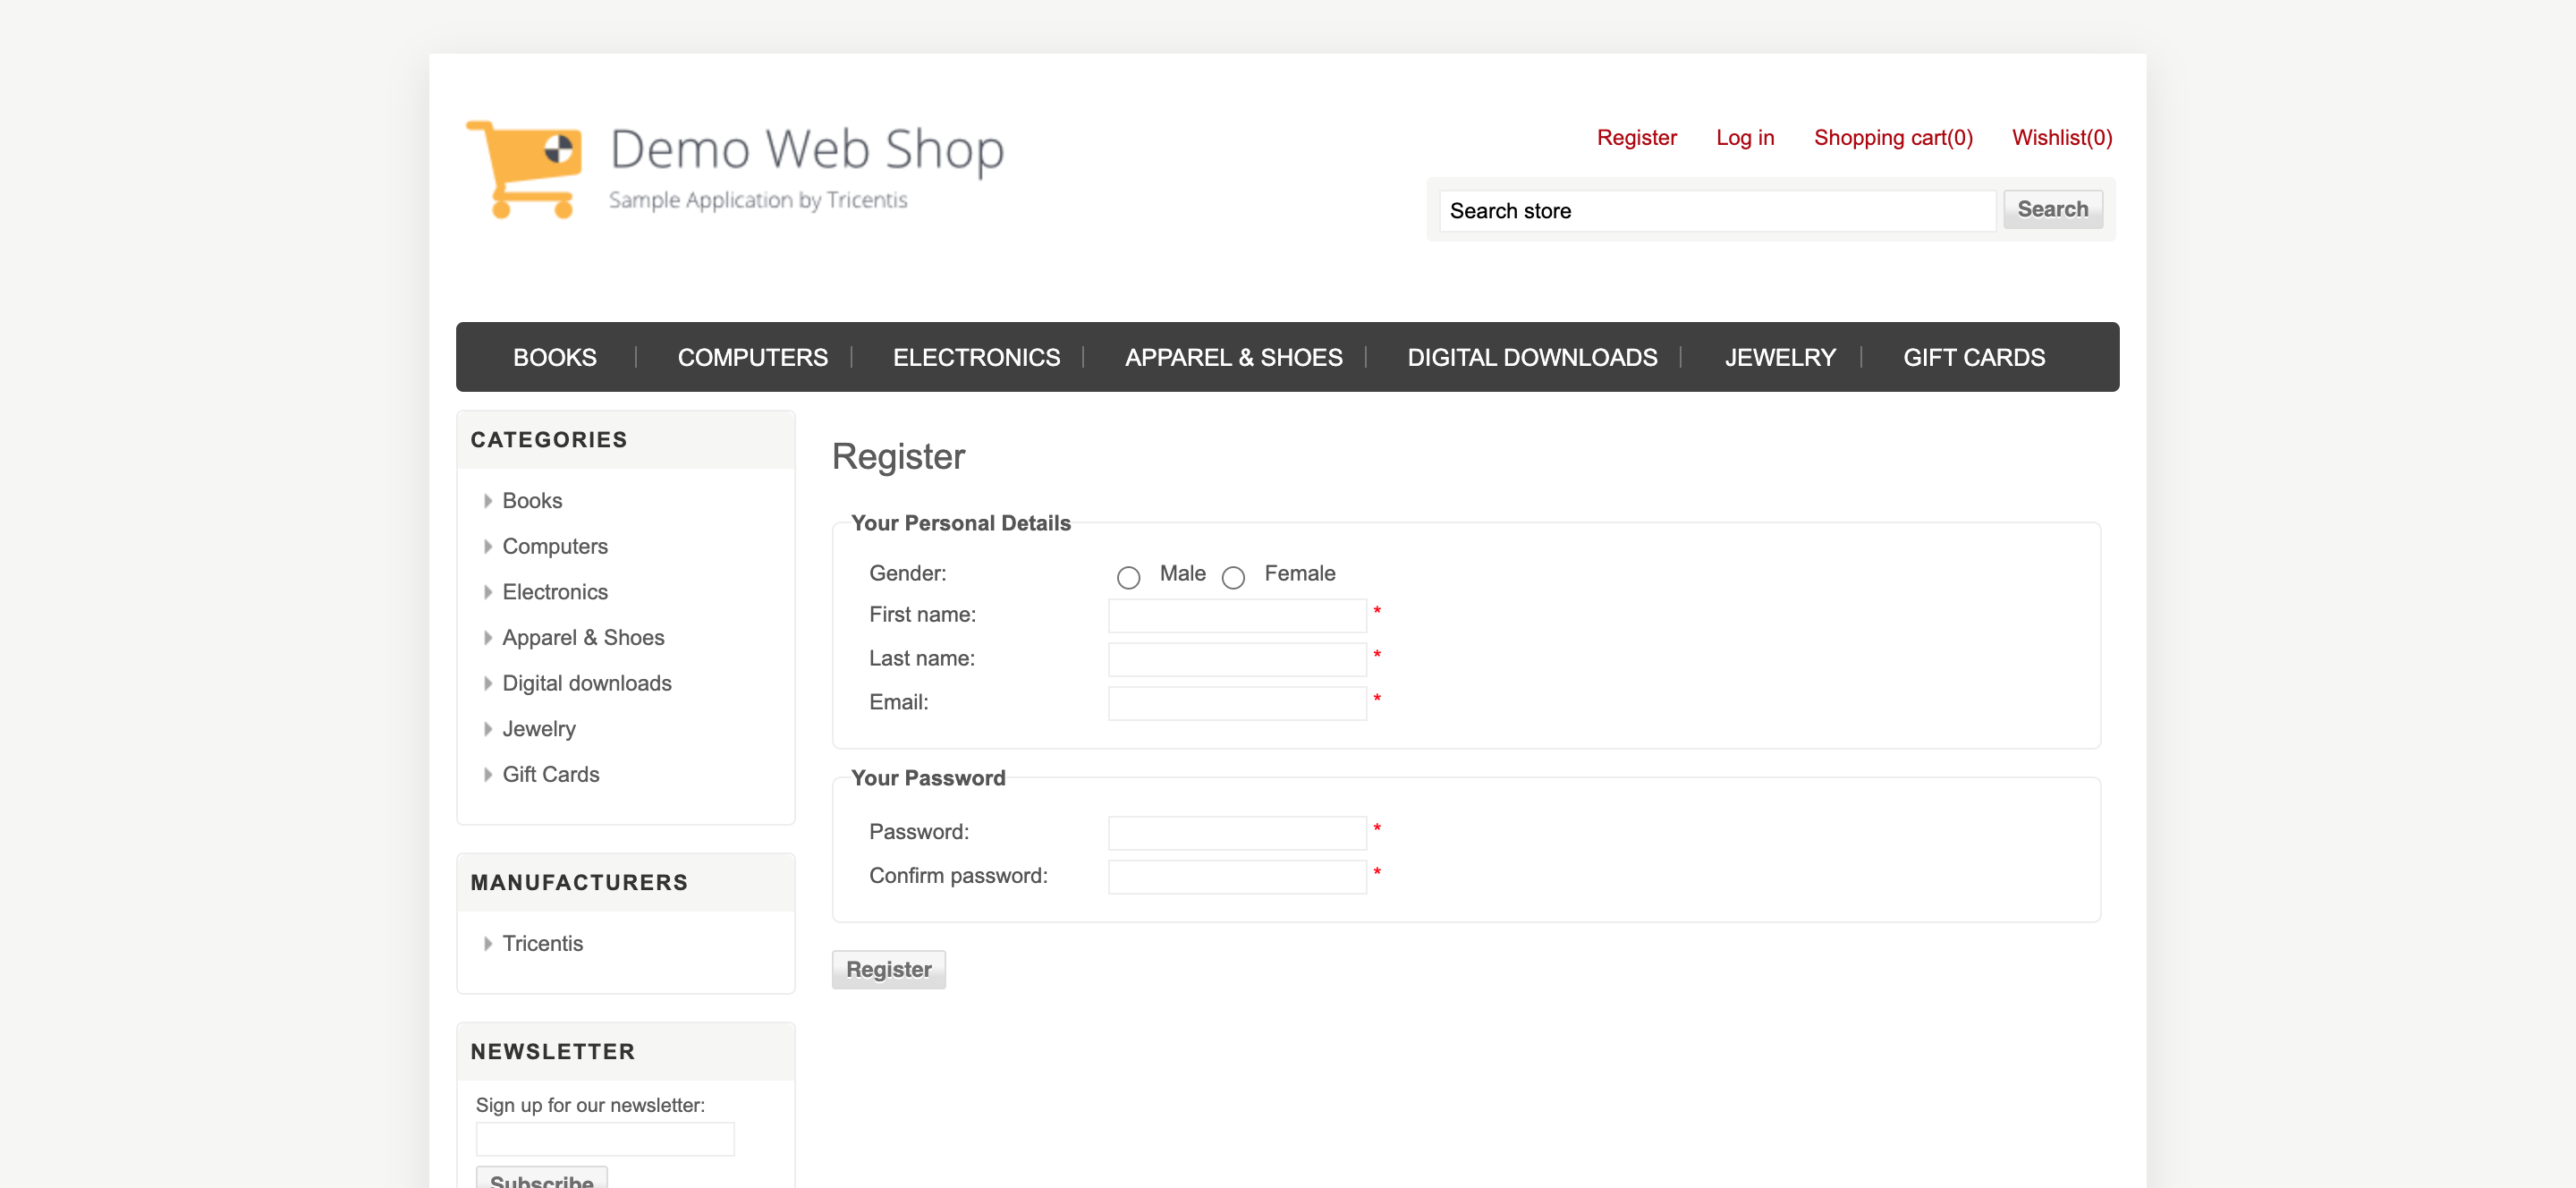 Demo Web Shop
Sample Application by Tricentis
Register Log in Shopping cart(0) Wishlist(0)
Search store Search
BOOKS COMPUTERS ELECTRONICS APPAREL & SHOES DIGITAL DOWNLOADS JEWELRY GIFT CARDS
CATEGORIES
Books
Computers
Electronics
Apparel & Shoes
Digital downloads
Jewelry
Gift Cards
MANUFACTURERS
Tricentis
NEWSLETTER
Sign up for our newsletter:
Subscribe
Register
Your Personal Details
Gender: Male Female
First name: *
Last name: *
Email: *
Your Password
Password: *
Confirm password: *
Register